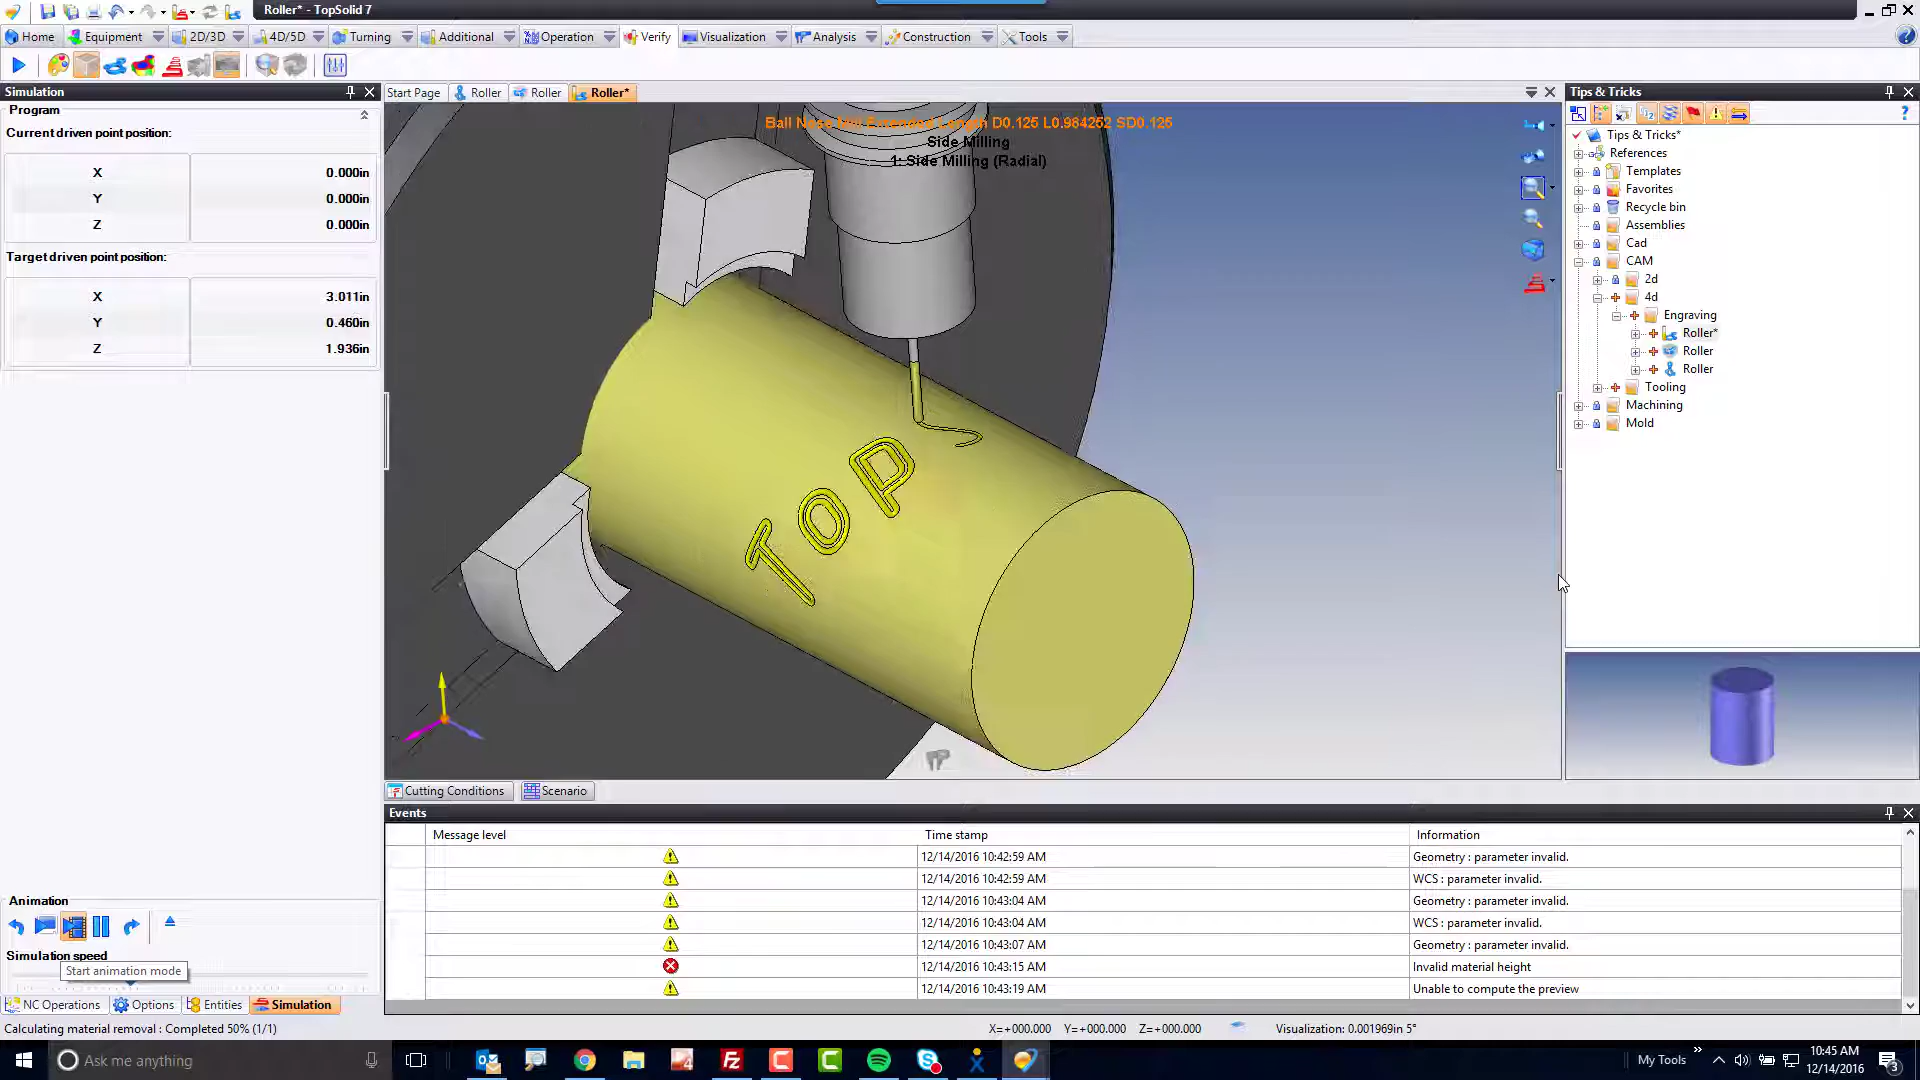 Roller* - TopSolid 7
Home Equipment 2D/3D 4D/5D Turning Additional Operation Verify Visualization Analysis Construction Tools
Simulation
Program
Current driven point position:
X 0.000in
Y 0.000in
Z 0.000in
Target driven point position:
X 3.011in
Y 0.460in
Z 1.936in
Start Page Roller Roller Roller*
Ball Nose Mill Extended Length D0.125 L0.984252 SD0.125
Side Milling
1: Side Milling (Radial)
TOP
Tips & Tricks
Tips & Tricks*
References
Templates
Favorites
Recycle bin
Assemblies
Cad
CAM
2d
4d
Engraving
Roller*
Roller
Roller
Tooling
Machining
Mold
Cutting Conditions Scenario
Events
Message level Time stamp Information
12/14/2016 10:42:59 AM Geometry : parameter invalid.
12/14/2016 10:42:59 AM WCS : parameter invalid.
12/14/2016 10:43:04 AM Geometry : parameter invalid.
12/14/2016 10:43:04 AM WCS : parameter invalid.
12/14/2016 10:43:07 AM Geometry : parameter invalid.
12/14/2016 10:43:15 AM Invalid material height
12/14/2016 10:43:19 AM Unable to compute the preview
Animation
Simulation speed
Start animation mode
NC Operations Options Entities Simulation
Calculating material removal : Completed 50% (1/1)
X=+000.000 Y=+000.000 Z=+000.000 Visualization: 0.001969in 5°
Ask me anything
My Tools
10:45 AM
12/14/2016
3